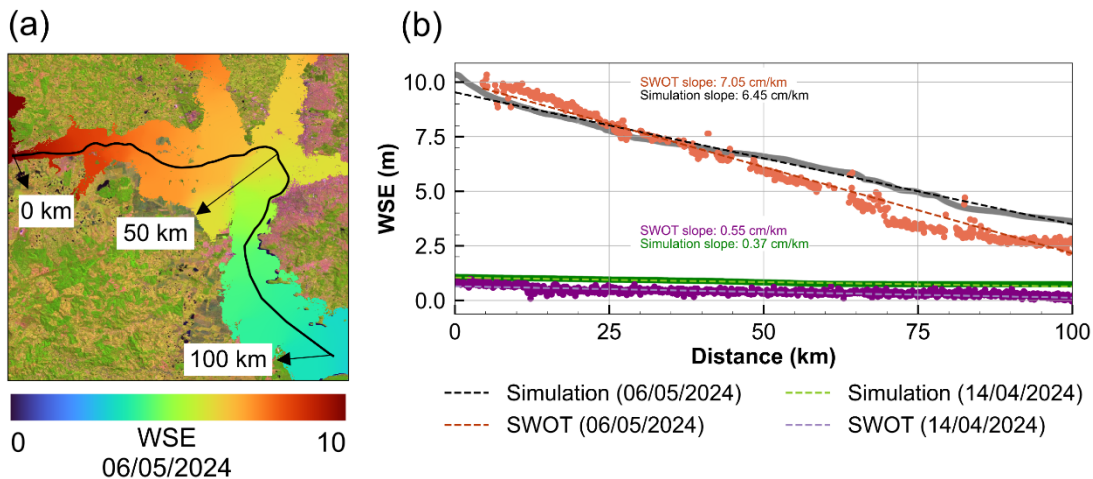 (a)
0 km
50 km
100 km
0
WSE
10
06/05/2024
(b)
SWOT slope: 7.05 cm/km
Simulation slope: 6.45 cm/km
SWOT slope: 0.55 cm/km
Simulation slope: 0.37 cm/km
WSE (m)
10.0
7.5
5.0
2.5
0.0
0
25
50
75
100
Distance (km)
Simulation (06/05/2024)
SWOT (06/05/2024)
Simulation (14/04/2024)
SWOT (14/04/2024)